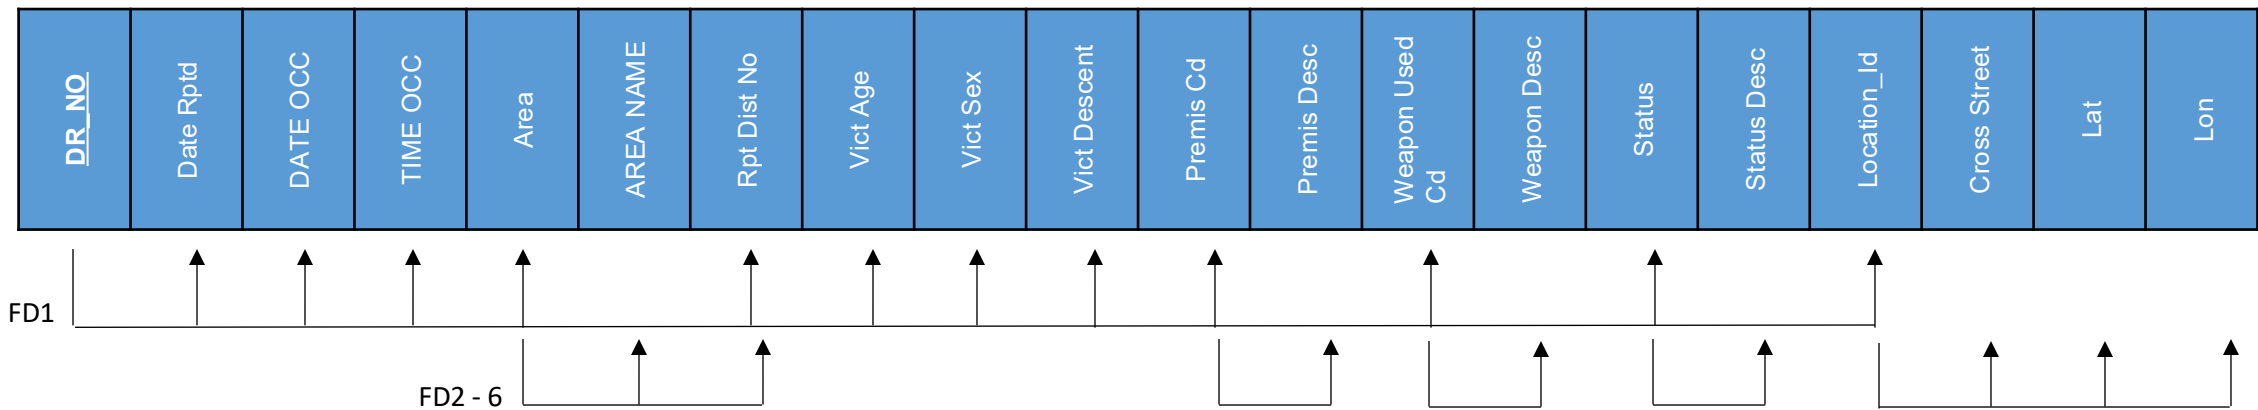 DR_NO
Date Rptd
DATE OCC
TIME OCC
Area
AREA NAME
Rpt Dist No
Vict Age
Vict Sex
Vict Descent
Premis Cd
Premis Desc
Weapon Used
Cd
Weapon Desc
Status
Status Desc
Location_Id
Cross Street
Lat
Lon
FD1
FD2 - 6